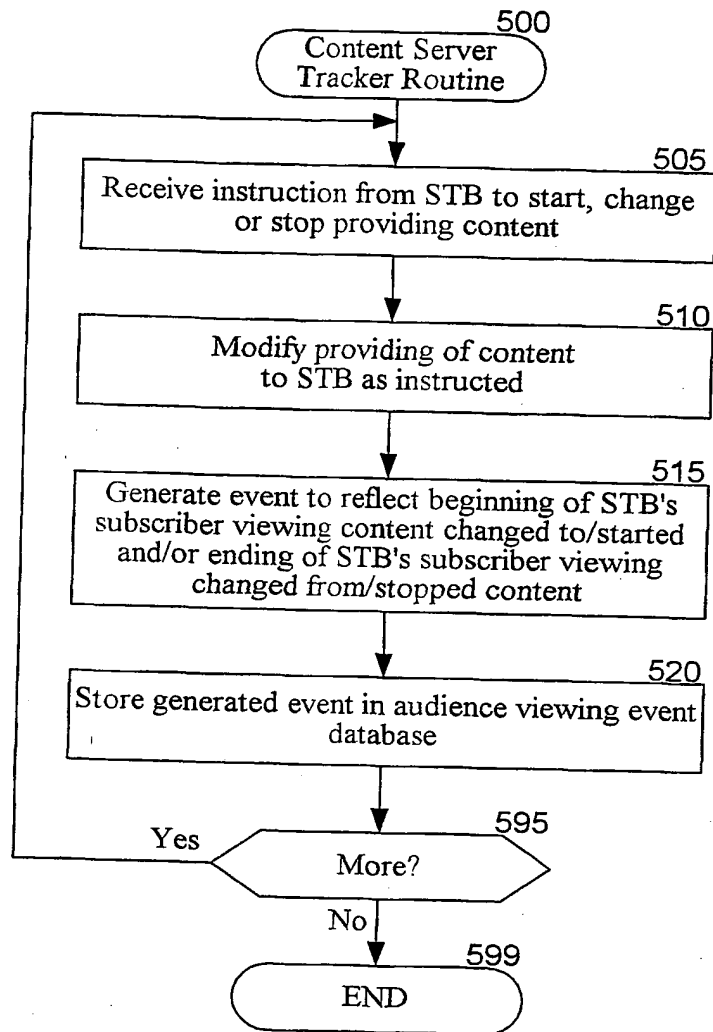 500
Content Server
Tracker Routine
505
Receive instruction from STB to start, change
or stop providing content
510
Modify providing of content
to STB as instructed
515
Generate event to reflect beginning of STB's
subscriber viewing content changed to/started
and/or ending of STB's subscriber viewing
changed from/stopped content
520
Store generated event in audience viewing event
database
595
Yes
More?
No
599
END